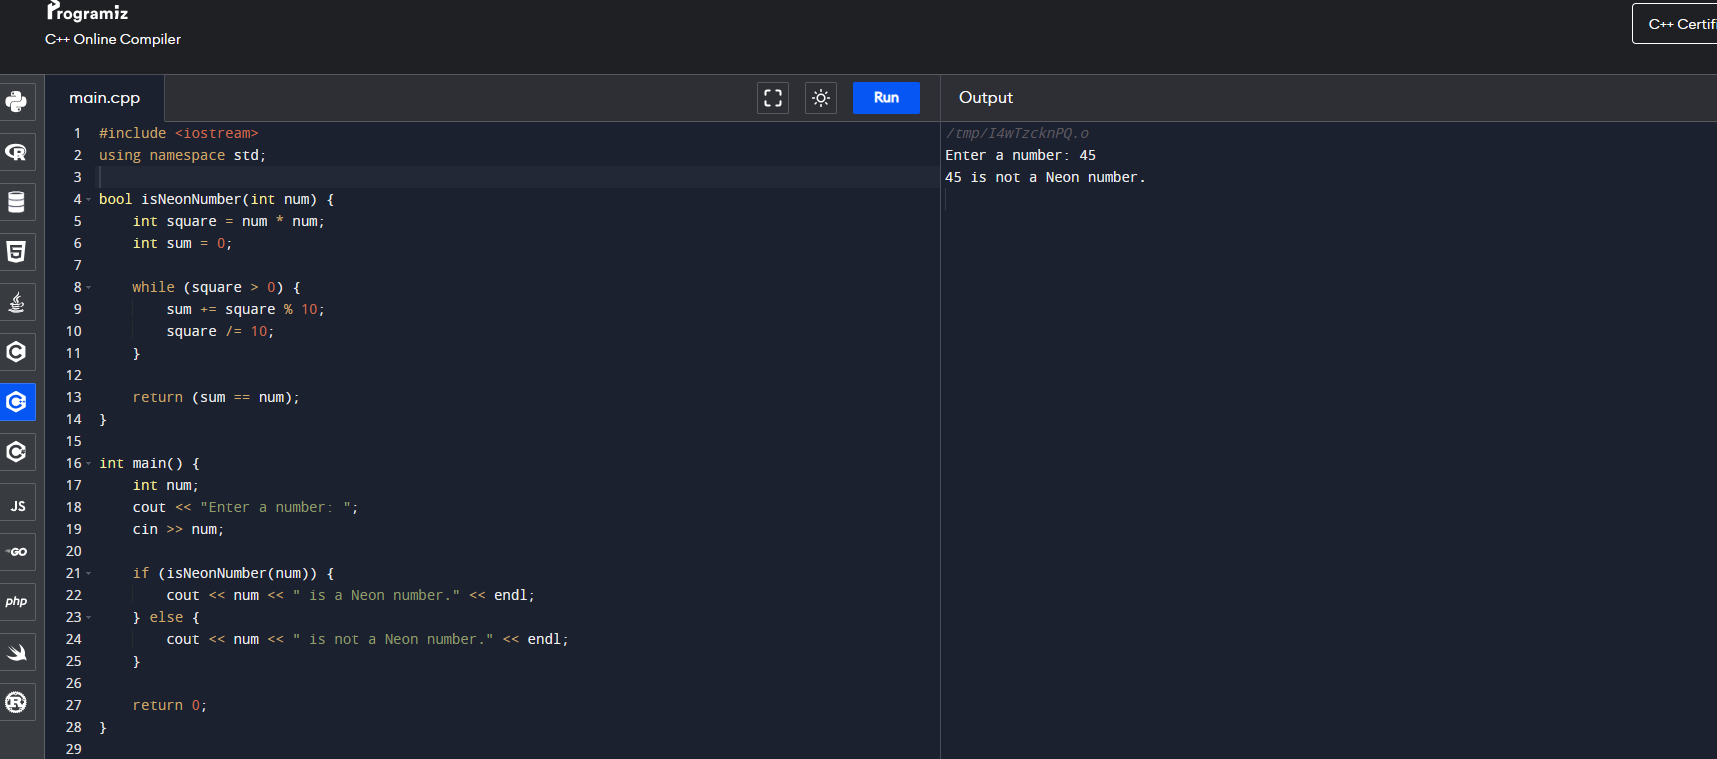 Programiz
C++ Online Compiler
C++ Certifi
main.cpp
Run
Output
1 #include <iostream>
2 using namespace std;
3
4 bool isNeonNumber(int num) {
5     int square = num * num;
6     int sum = 0;
7
8     while (square > 0) {
9         sum += square % 10;
10         square /= 10;
11     }
12
13     return (sum == num);
14 }
15
16 int main() {
17     int num;
18     cout << "Enter a number: ";
19     cin >> num;
20
21     if (isNeonNumber(num)) {
22         cout << num << " is a Neon number." << endl;
23     } else {
24         cout << num << " is not a Neon number." << endl;
25     }
26
27     return 0;
28 }
29
/tmp/I4wTzcknPQ.o
Enter a number: 45
45 is not a Neon number.
R
5
C
C
C
JS
GO
php
R